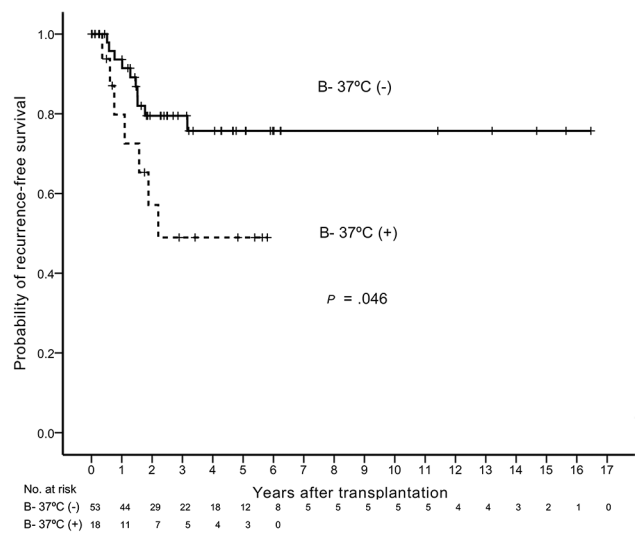 Probability of recurrence-free survival
1.0
0.8
0.6
0.4
0.2
0.0
B- 37ºC (-)
B- 37ºC (+)
P = .046
0 1 2 3 4 5 6 7 8 9 10 11 12 13 14 15 16 17
Years after transplantation
No. at risk
B- 37ºC (-) 53 44 29 22 18 12 8 5 5 5 5 5 4 4 3 2 1 0
B- 37ºC (+) 18 11 7 5 4 3 0